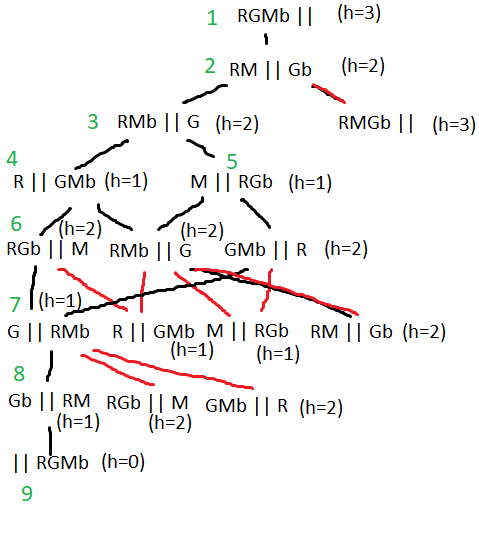 1 RGMb || (h=3)
2 RM || Gb (h=2)
3 RMb || G (h=2) RMGb || (h=3)
4 5
R || GMb (h=1) M || RGb (h=1)
6 (h=2) (h=2)
RGb || M RMb || G GMb || R (h=2)
7 (h=1)
G || RMb R || GMb M || RGb RM || Gb (h=2)
(h=1) (h=1)
8
Gb || RM RGb || M GMb || R (h=2)
(h=1) (h=2)
|| RGMb (h=0)
9